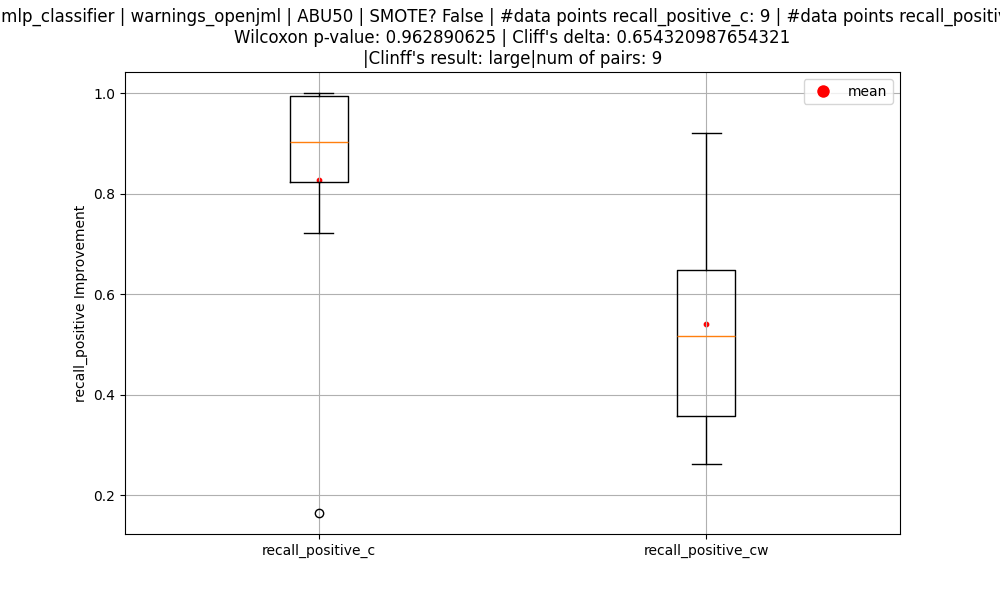 mlp_classifier | warnings_openjml | ABU50 | SMOTE? False | #data points recall_positive_c: 9 | #data points
Wilcoxon p-value: 0.962890625 | Cliff's delta: 0.654320987654321
|Clinff's result: large|num of pairs: 9
mean
1.0
0.8
0.6
0.4
0.2
recall_positive Improvement
recall_positive_c
recall_positive_cw